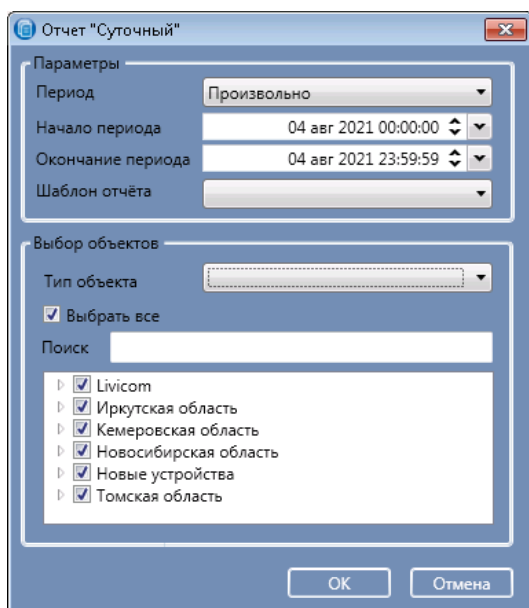 Отчет "Суточный"
Параметры
Период Произвольно
Начало периода 04 авг 2021 00:00:00
Окончание периода 04 авг 2021 23:59:59
Шаблон отчёта
Выбор объектов
Тип объекта
Выбрать все
Поиск
Livicom
Иркутская область
Кемеровская область
Новосибирская область
Новые устройства
Томская область
OK Отмена